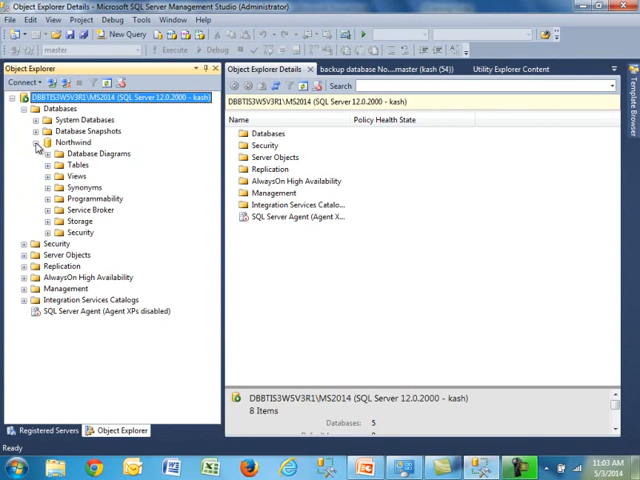 Object Explorer Details - Microsoft SQL Server Management Studio (Administrator)
File Edit View Project Debug Tools Window Help
New Query
master Execute Debug
Object Explorer
Connect
DBBTIS3W5V3R1\MS2014 (SQL Server 12.0.2000 - kash)
Databases
System Databases
Database Snapshots
Northwind
Database Diagrams
Tables
Views
Synonyms
Programmability
Service Broker
Storage
Security
Security
Server Objects
Replication
AlwaysOn High Availability
Management
Integration Services Catalogs
SQL Server Agent (Agent XPs disabled)
Registered Servers Object Explorer
Object Explorer Details backup database No....master (kash (54)) Utility Explorer Content
Search
DBBTIS3W5V3R1\MS2014 (SQL Server 12.0.2000 - kash)
Name Policy Health State
Databases
Security
Server Objects
Replication
AlwaysOn High Availability
Management
Integration Services Catalo...
SQL Server Agent (Agent X...
DBBTIS3W5V3R1\MS2014 (SQL Server 12.0.2000 - kash)
8 Items
Databases: 5
Template Browser
Ready
11:03 AM
5/3/2014